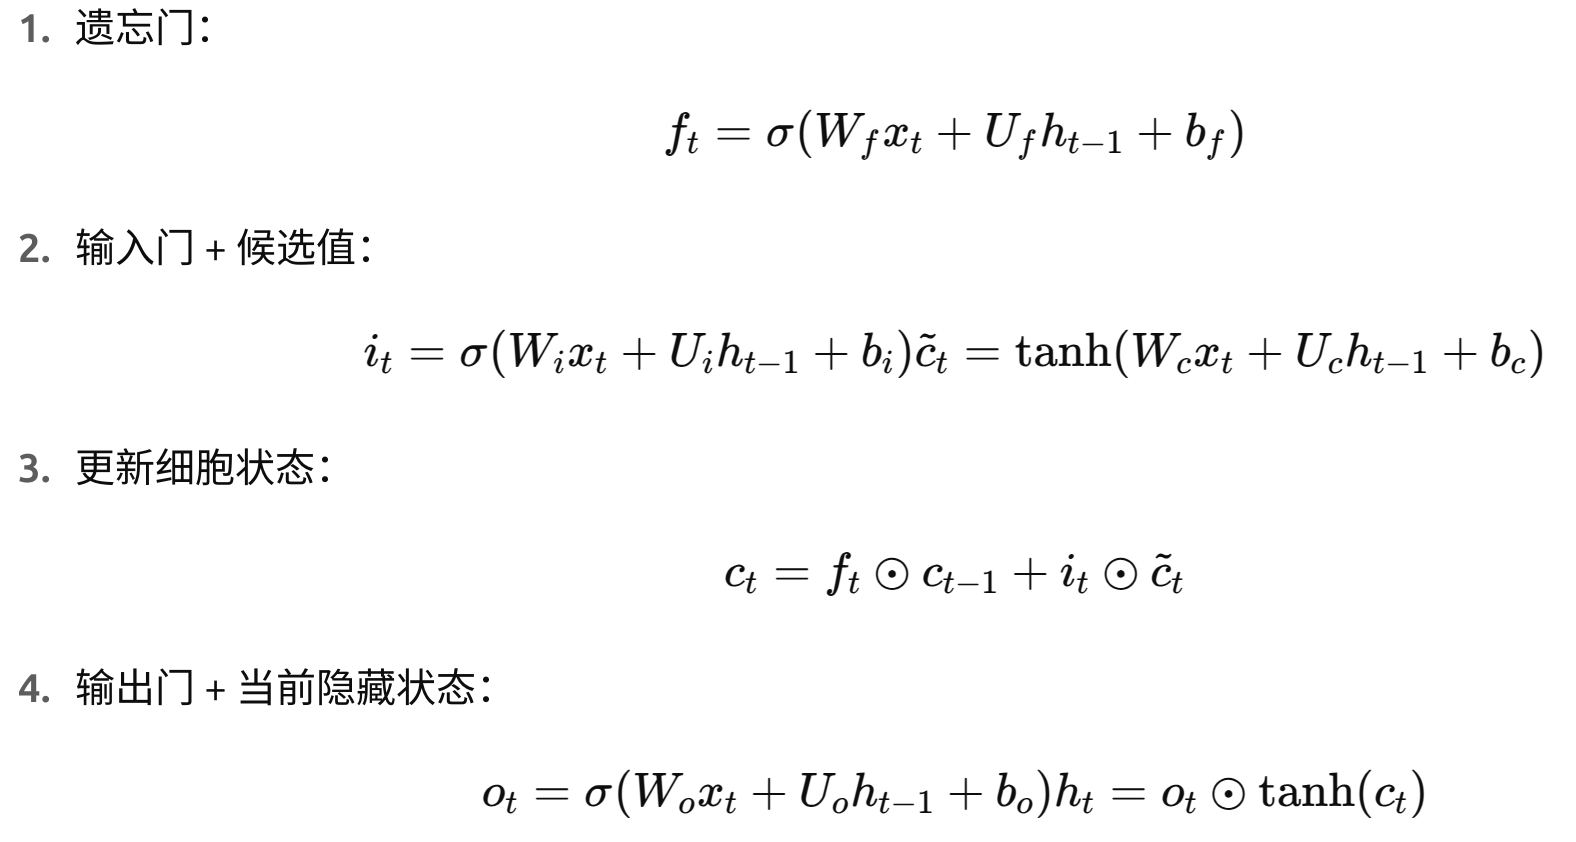 1. 遗忘门：
f_t = σ(W_f x_t + U_f h_{t−1} + b_f)
2. 输入门 + 候选值：
i_t = σ(W_i x_t + U_i h_{t−1} + b_i)c̃_t = tanh(W_c x_t + U_c h_{t−1} + b_c)
3. 更新细胞状态：
c_t = f_t ⊙ c_{t−1} + i_t ⊙ c̃_t
4. 输出门 + 当前隐藏状态：
o_t = σ(W_o x_t + U_o h_{t−1} + b_o)h_t = o_t ⊙ tanh(c_t)